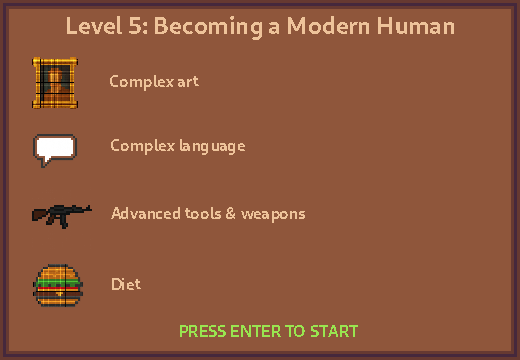 Level 5: Becoming a Modern Human
Complex art
Complex language
Advanced tools & weapons
Diet
PRESS ENTER TO START